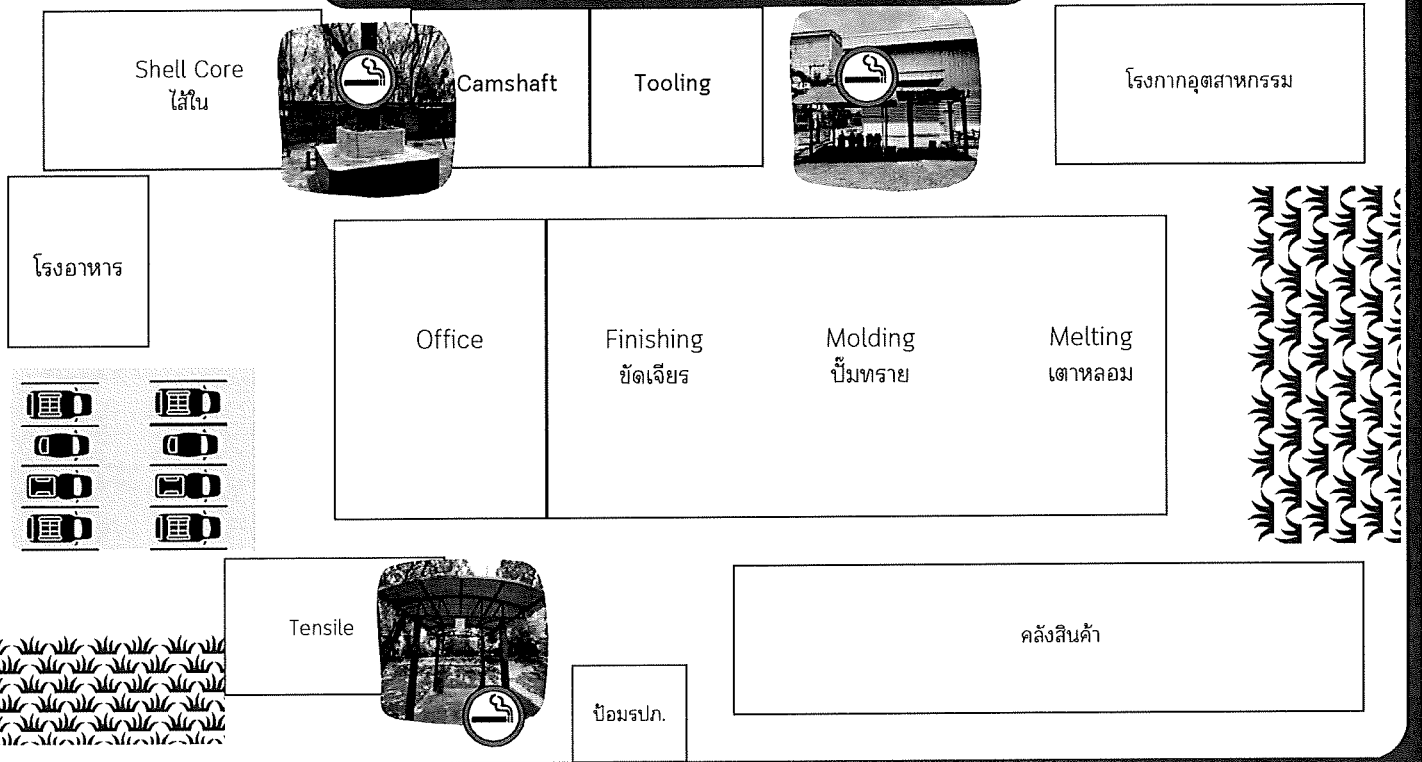 Shell Core
ไส้ใน
Camshaft
Tooling
โรงกากอุตสาหกรรม
โรงอาหาร
Office
Finishing
ขัดเจียร
Molding
ปั๊มทราย
Melting
เตาหลอม
Tensile
คลังสินค้า
ป้อมรปภ.